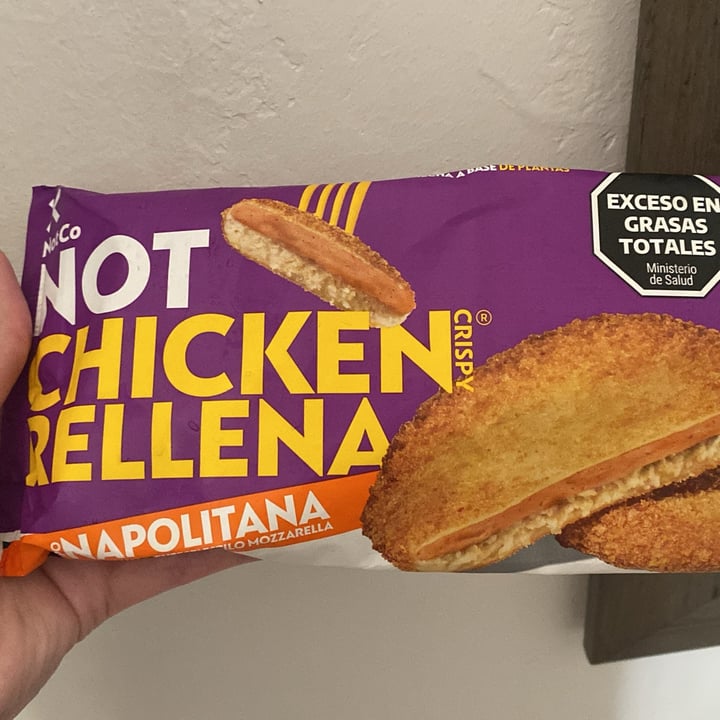 A BASE DE PLANTAS
NotCo
NOT
CHICKEN
CRISPY®
RELLENA
NAPOLITANA
MOZZARELLA
EXCESO EN
GRASAS
TOTALES
Ministerio
de Salud